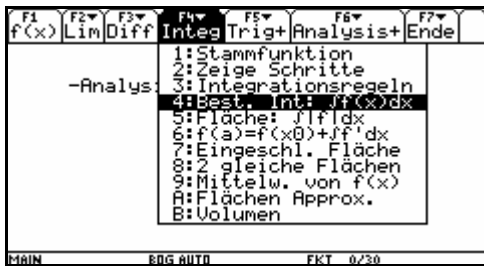 F1 F2▼ F3▼ F4▼ F5▼ F6▼ F7▼
f(x) Lim Diff Integ Trig+ Analysis+ Ende
1:Stammfunktion
2:Zeige Schritte
-Analys
3:Integrationsregeln
4:Best. Int: ∫f(x)dx
5:Fläche: ∫|f|dx
6:f(a)=f(x0)+∫f'dx
7:Eingeschl. Fläche
8:2 gleiche Flächen
9:Mittelw. von f(x)
A:Flächen Approx.
B:Volumen
MAIN BOG AUTO FKT 0/30